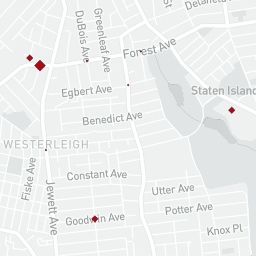 Delancey
Greenleaf Ave
DuBois Ave
Forest Ave
Egbert Ave
Staten Island
Benedict Ave
WESTERLEIGH
Fiske Ave
Constant Ave
Jewett Ave
Utter Ave
Potter Ave
Goodwin Ave
Knox Pl